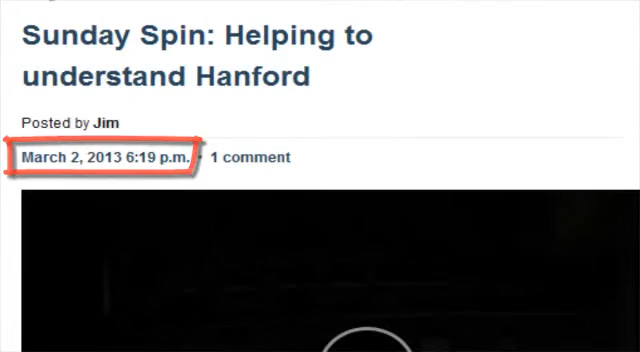 Sunday Spin: Helping to
understand Hanford
Posted by Jim
March 2, 2013 6:19 p.m. • 1 comment